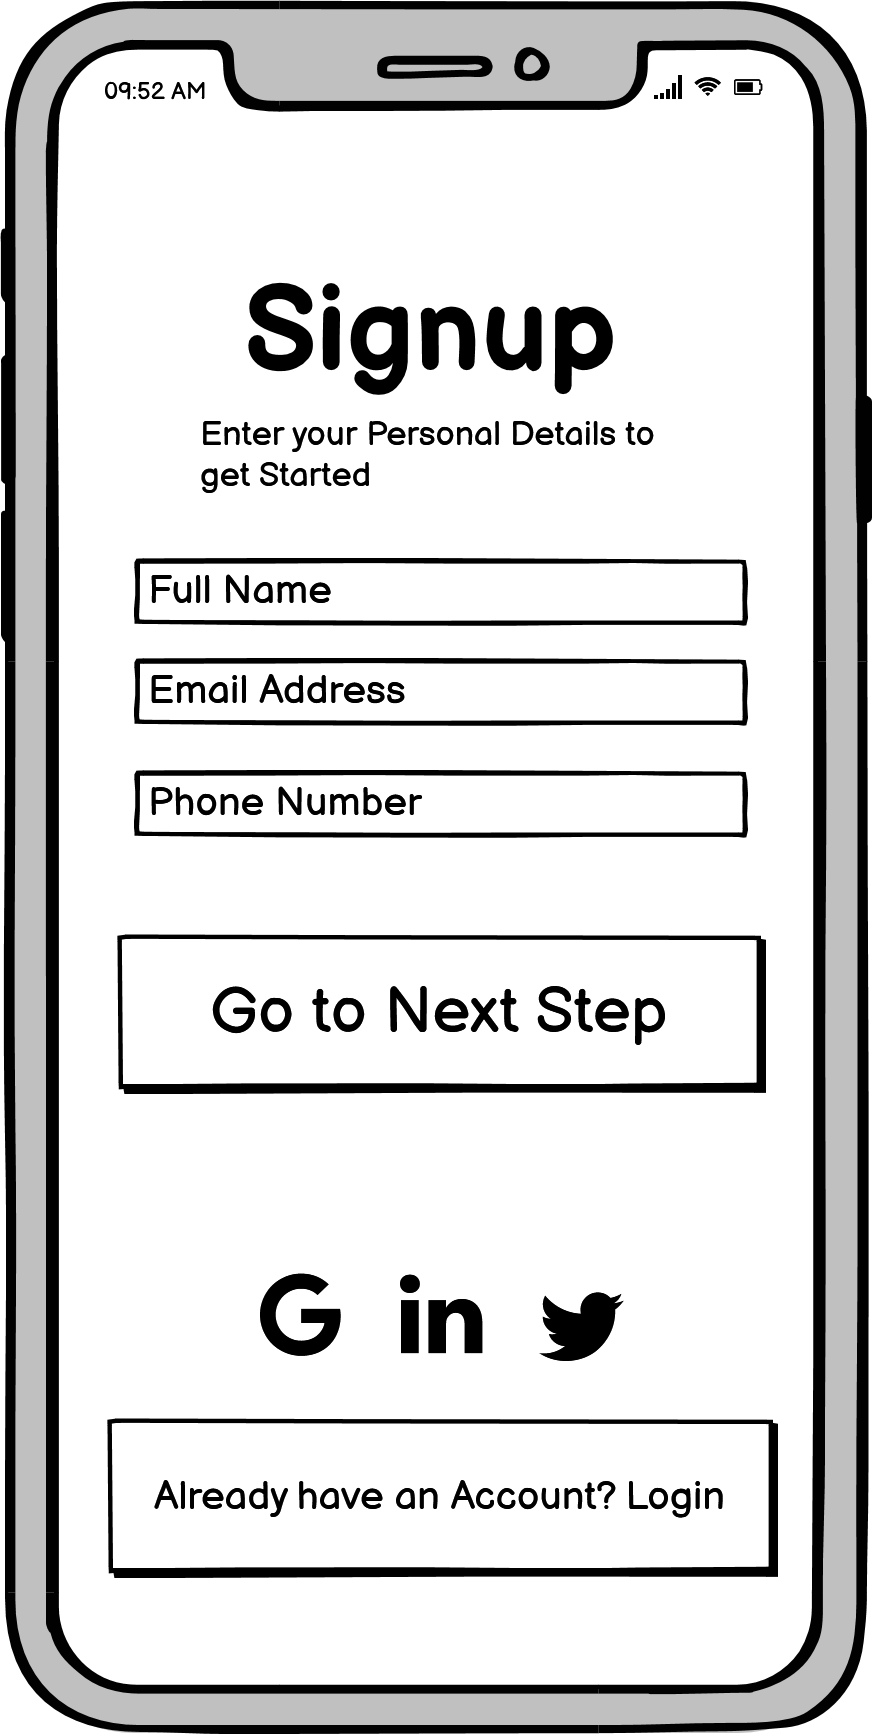 09:52 AM
Signup
Enter your Personal Details to
get Started
Full Name
Email Address
Phone Number
Go to Next Step
G in
Already have an Account? Login